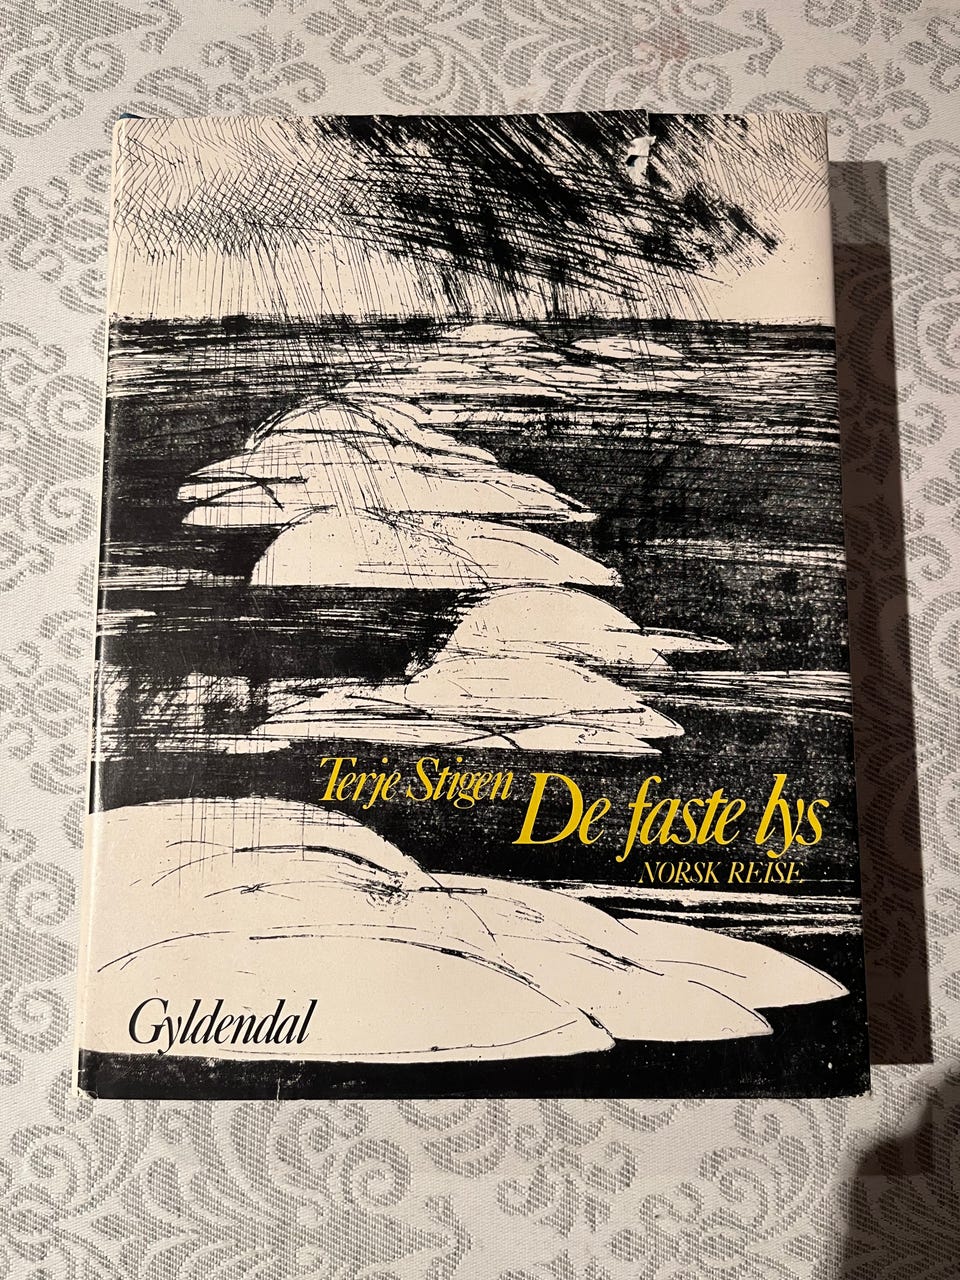 Terje Stigen
De faste lys
NORSK REISE
Gyldendal